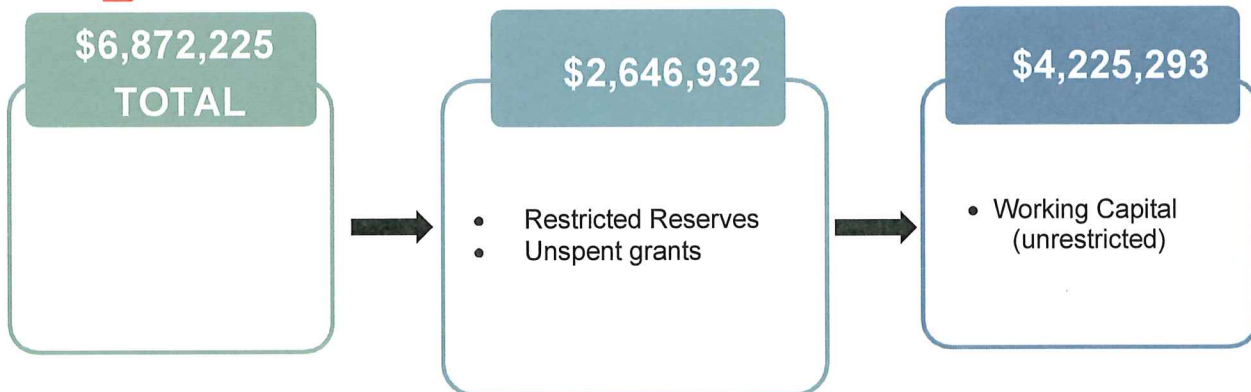 $6,872,225
TOTAL
$2,646,932
• Restricted Reserves
• Unspent grants
$4,225,293
• Working Capital
(unrestricted)